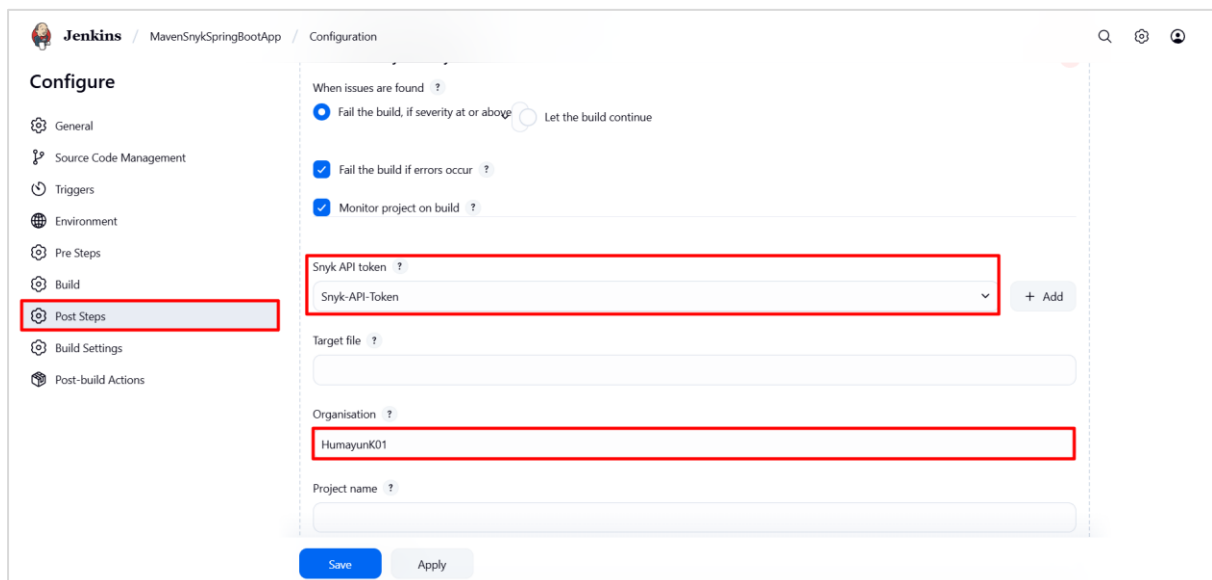 Jenkins / MavenSnykSpringBootApp / Configuration
Configure
General
Source Code Management
Triggers
Environment
Pre Steps
Build
Post Steps
Build Settings
Post-build Actions
When issues are found ?
Fail the build, if severity at or above
Let the build continue
Fail the build if errors occur ?
Monitor project on build ?
Snyk API token ?
Snyk-API-Token
+ Add
Target file ?
Organisation ?
HumayunK01
Project name ?
Save Apply